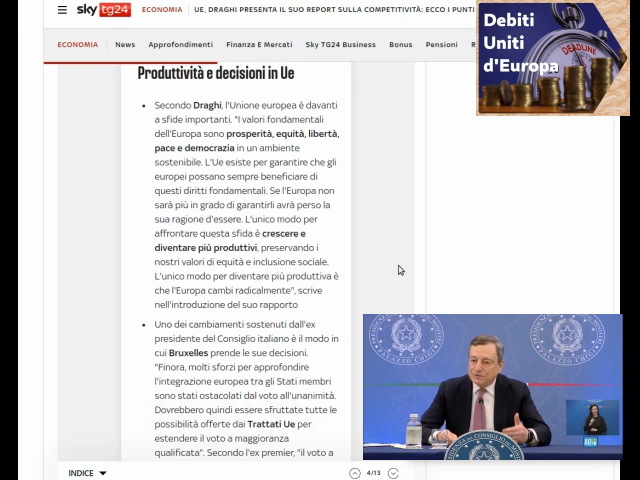 sky tg24 ECONOMIA UE, DRAGHI PRESENTA IL SUO REPORT SULLA COMPETITIVITÀ: ECCO I PUNTI
ECONOMIA News Approfondimenti Finanza E Mercati Sky TG24 Business Bonus Pensioni R
Debiti
Uniti
d'Europa
DEADLINE
Produttività e decisioni in Ue
• Secondo Draghi, l'Unione europea è davanti
a sfide importanti. "I valori fondamentali
dell'Europa sono prosperità, equità, libertà,
pace e democrazia in un ambiente
sostenibile. L'Ue esiste per garantire che gli
europei possano sempre beneficiare di
questi diritti fondamentali. Se l'Europa non
sarà più in grado di garantirli avrà perso la
sua ragione d'essere. L'unico modo per
affrontare questa sfida è crescere e
diventare più produttivi, preservando i
nostri valori di equità e inclusione sociale.
L'unico modo per diventare più produttiva è
che l'Europa cambi radicalmente", scrive
nell'introduzione del suo rapporto
• Uno dei cambiamenti sostenuti dall'ex
presidente del Consiglio italiano è il modo in
cui Bruxelles prende le sue decisioni.
"Finora, molti sforzi per approfondire
l'integrazione europea tra gli Stati membri
sono stati ostacolati dal voto all'unanimità.
Dovrebbero quindi essere sfruttate tutte le
possibilità offerte dai Trattati Ue per
estendere il voto a maggioranza
qualificata". Secondo l'ex premier, "il voto a
PALAZZO CHIGI
PALAZZO CHIGI
INDICE 4/13